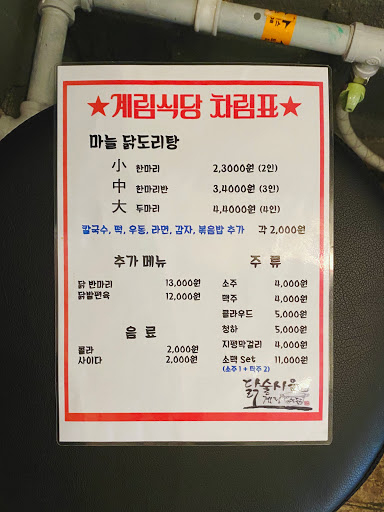 ★계림식당 차림표★
마늘 닭도리탕
小 한마리 2,3000원 (2인)
中 한마리반 3,4000원 (3인)
大 두마리 4,4000원 (4인)
칼국수, 떡, 우동, 라면, 감자, 볶음밥 추가 각 2,000원
추가 메뉴
닭 반마리 13,000원
닭발편육 12,000원
음료
콜라 2,000원
사이다 2,000원
주류
소주 4,000원
맥주 4,000원
클라우드 5,000원
청하 5,000원
지평막걸리 4,000원
소맥 Set 11,000원
(소주 1 + 맥주 2)
닭술시울